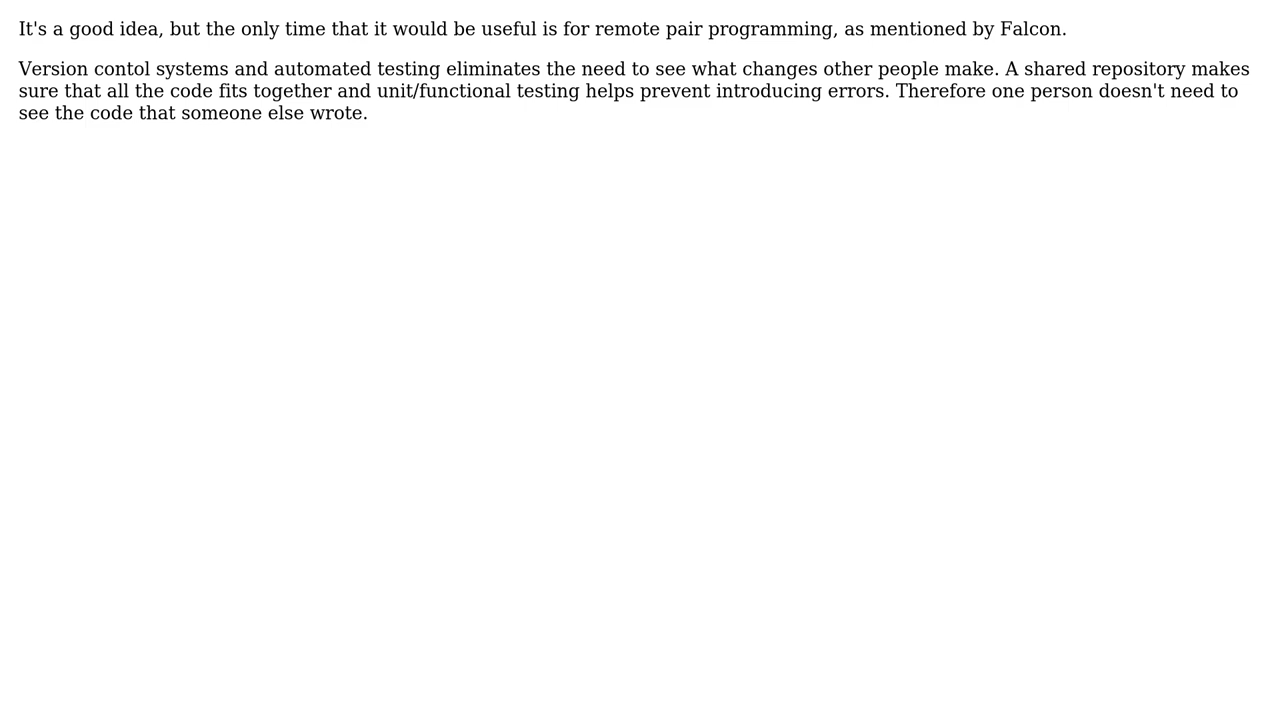 It's a good idea, but the only time that it would be useful is for remote pair programming, as mentioned by Falcon.
Version contol systems and automated testing eliminates the need to see what changes other people make. A shared repository makes
sure that all the code fits together and unit/functional testing helps prevent introducing errors. Therefore one person doesn't need to
see the code that someone else wrote.